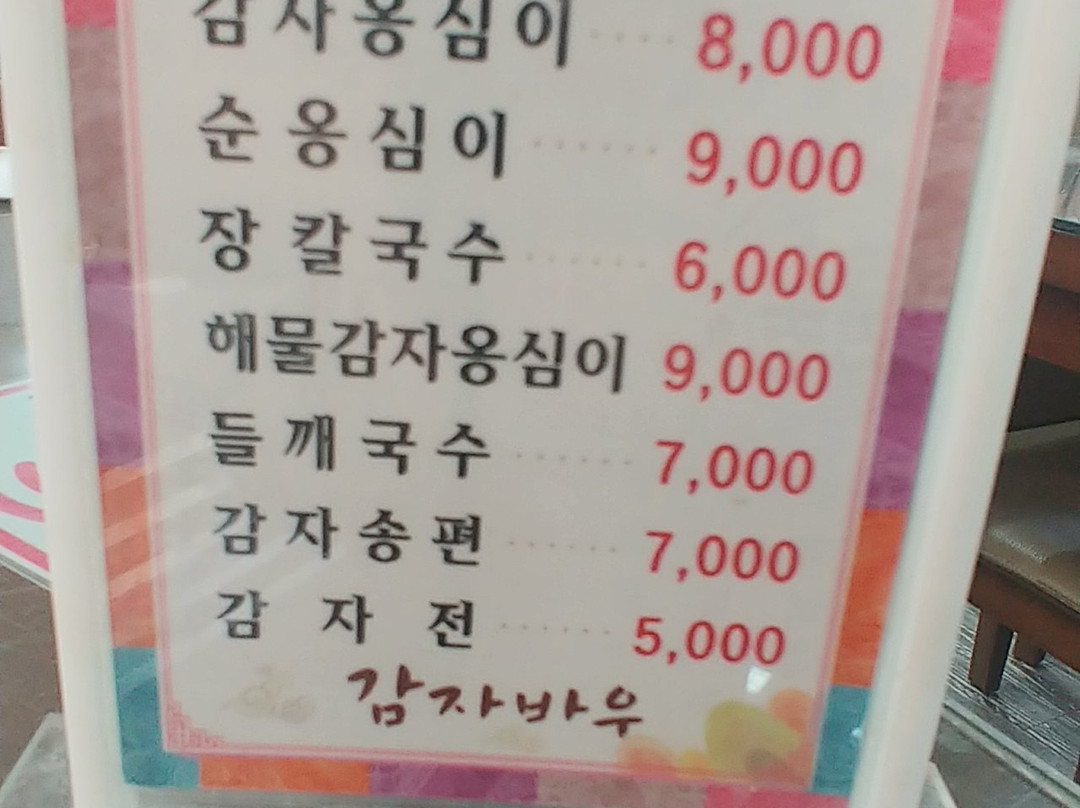 감자옹심이 ···· 8,000
순옹심이 ······ 9,000
장칼국수 ······ 6,000
해물감자옹심이 9,000
들깨국수 ······ 7,000
감자송편 ······ 7,000
감자전 ······ 5,000
감자바우